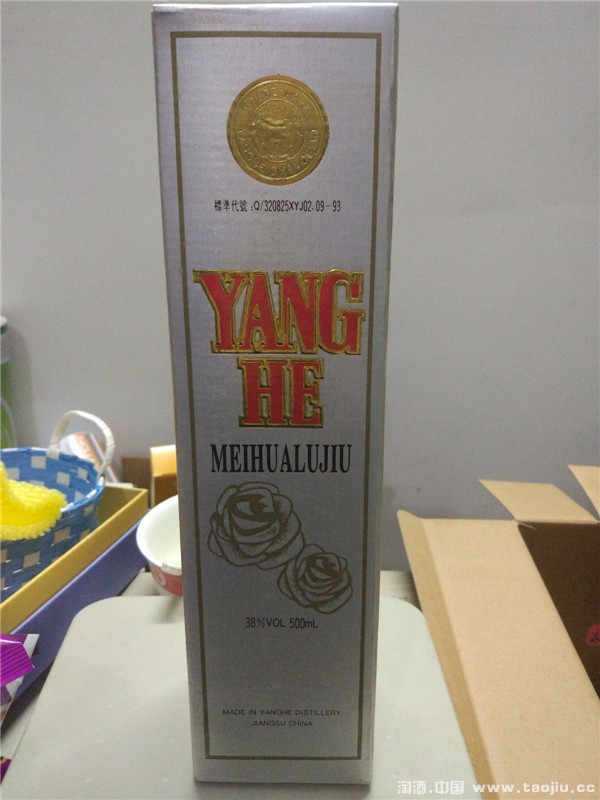 標準代號:Q/320825XYJ02.09-93
YANG
HE
MEIHUALUJIU
38%VOL 500mL
MADE IN YANGHE DISTILLERY
JIANGSU CHINA
淘酒.中国 www.taojiu.cc